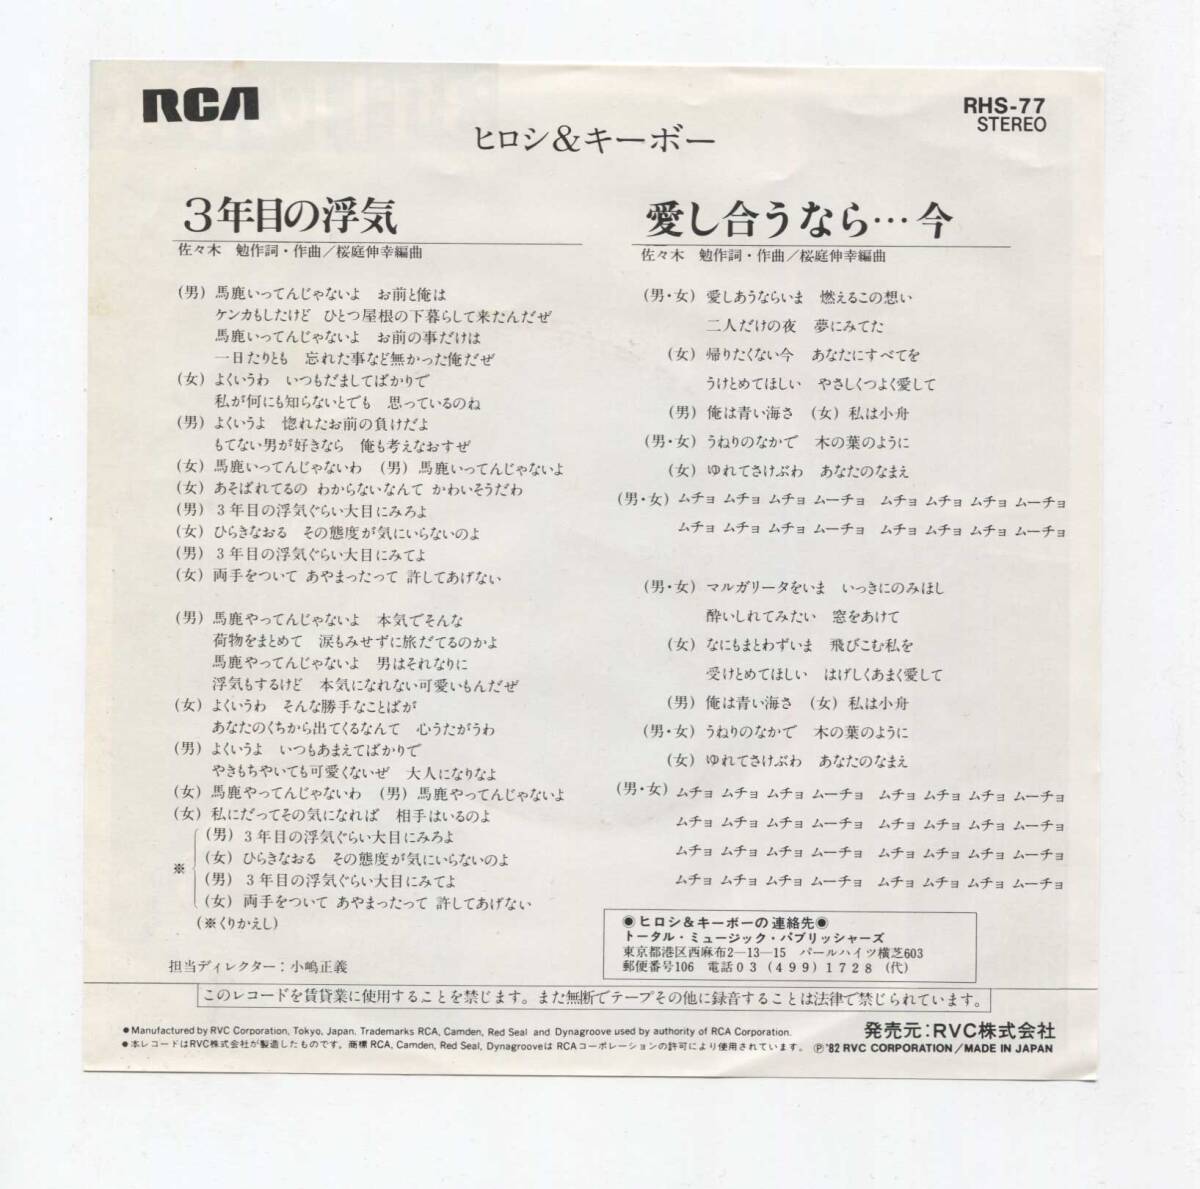 RCA
RHS-77
STEREO
ヒロシ&キーボー
3年目の浮気
佐々木 勉作詞・作曲/桜庭伸幸編曲
(男) 馬鹿いってんじゃないよ お前と俺は
ケンカもしたけど ひとつ屋根の下暮らして来たんだぜ
馬鹿いってんじゃないよ お前の事だけは
一日たりとも 忘れた事など無かった俺だぜ
(女) よくいうわ いつもだましてばかりで
私が何にも知らないとでも 思っているのね
(男) よくいうよ 惚れたお前の負けだよ
もてない男が好きなら 俺も考えなおすぜ
(女) 馬鹿いってんじゃないわ (男) 馬鹿いってんじゃないよ
(女) あそばれてるの わからないなんて かわいそうだわ
(男) 3年目の浮気ぐらい大目にみろよ
(女) ひらきなおる その態度が気にいらないのよ
(男) 3年目の浮気ぐらい大目にみてよ
(女) 両手をついて あやまったって 許してあげない
(男) 馬鹿やってんじゃないよ 本気でそんな
荷物をまとめて 涙もみせずに旅だてるのかよ
馬鹿やってんじゃないよ 男はそれなりに
浮気もするけど 本気になれない可愛いもんだぜ
(女) よくいうわ そんな勝手なことばが
あなたのくちから出てくるなんて 心うたがうわ
(男) よくいうよ いつもあまえてばかりで
やきもちやいても可愛くないぜ 大人になりなよ
(女) 馬鹿やってんじゃないわ (男) 馬鹿やってんじゃないよ
(女) 私にだってその気になれば 相手はいるのよ
(男) 3年目の浮気ぐらい大目にみろよ
※ (女) ひらきなおる その態度が気にいらないのよ
(男) 3年目の浮気ぐらい大目にみてよ
(女) 両手をついて あやまったって 許してあげない
(※くりかえし)
担当ディレクター:小嶋正義
愛し合うなら…今
佐々木 勉作詞・作曲/桜庭伸幸編曲
(男・女) 愛しあうならいま 燃えるこの想い
二人だけの夜 夢にみてた
(女) 帰りたくない今 あなたにすべてを
うけとめてほしい やさしくつよく愛して
(男) 俺は青い海さ (女) 私は小舟
(男・女) うねりのなかで 木の葉のように
(女) ゆれてさけぶわ あなたのなまえ
(男・女) ムチョ ムチョ ムチョ ムーチョ ムチョ ムチョ ムチョ ムーチョ
ムチョ ムチョ ムチョ ムーチョ ムチョ ムチョ ムチョ ムーチョ
(男・女) マルガリータをいま いっきにのみほし
酔いしれてみたい 窓をあけて
(女) なにもまとわずいま 飛びこむ私を
受けとめてほしい はげしくあまく愛して
(男) 俺は青い海さ (女) 私は小舟
(男・女) うねりのなかで 木の葉のように
(女) ゆれてさけぶわ あなたのなまえ
(男・女) ムチョ ムチョ ムチョ ムーチョ ムチョ ムチョ ムチョ ムーチョ
ムチョ ムチョ ムチョ ムーチョ ムチョ ムチョ ムチョ ムーチョ
ムチョ ムチョ ムチョ ムーチョ ムチョ ムチョ ムチョ ムーチョ
ムチョ ムチョ ムチョ ムーチョ ムチョ ムチョ ムチョ ムーチョ
◉ヒロシ&キーボーの連絡先◉
トータル・ミュージック・パブリッシャーズ
東京都港区西麻布2—13—15 パールハイツ横芝603
郵便番号106 電話03(499)1728(代)
このレコードを賃貸業に使用することを禁じます。また無断でテープその他に録音することは法律で禁じられています。
●Manufactured by RVC Corporation, Tokyo, Japan. Trademarks RCA, Camden, Red Seal and Dynagroove used by authority of RCA Corporation.
●本レコードはRVC株式会社が製造したものです。商標RCA, Camden, Red Seal, DynagrooveはRCAコーポレーションの許可により使用されています。
発売元:RVC株式会社
Ⓟ'82 RVC CORPORATION/MADE IN JAPAN